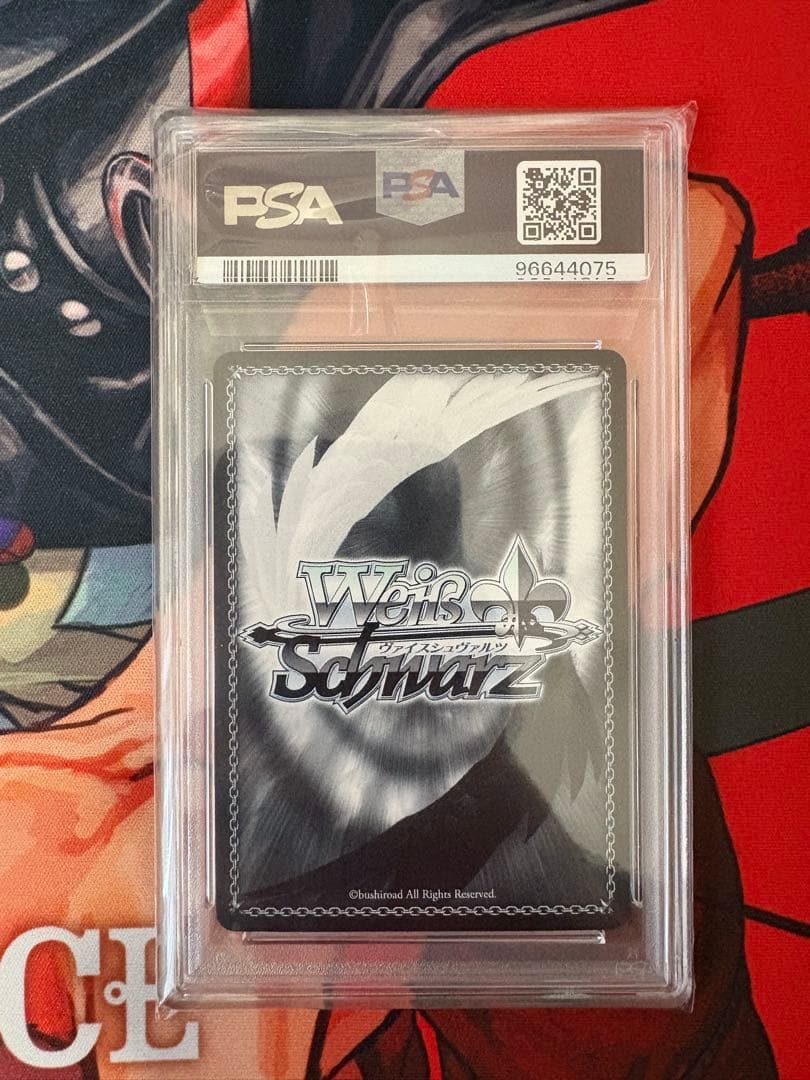 PSA
PSA
96644075
Weiß
ヴァイスシュヴァルツ
Schwarz
©bushiroad All Rights Reserved.
CE